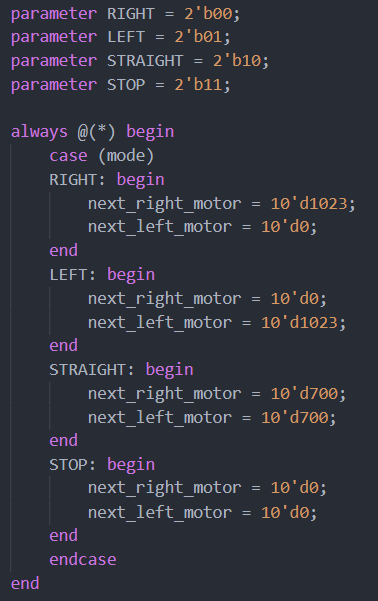 parameter RIGHT = 2'b00;
parameter LEFT = 2'b01;
parameter STRAIGHT = 2'b10;
parameter STOP = 2'b11;

always @(*) begin
    case (mode)
    RIGHT: begin
        next_right_motor = 10'd1023;
        next_left_motor = 10'd0;
    end
    LEFT: begin
        next_right_motor = 10'd0;
        next_left_motor = 10'd1023;
    end
    STRAIGHT: begin
        next_right_motor = 10'd700;
        next_left_motor = 10'd700;
    end
    STOP: begin
        next_right_motor = 10'd0;
        next_left_motor = 10'd0;
    end
    endcase
end